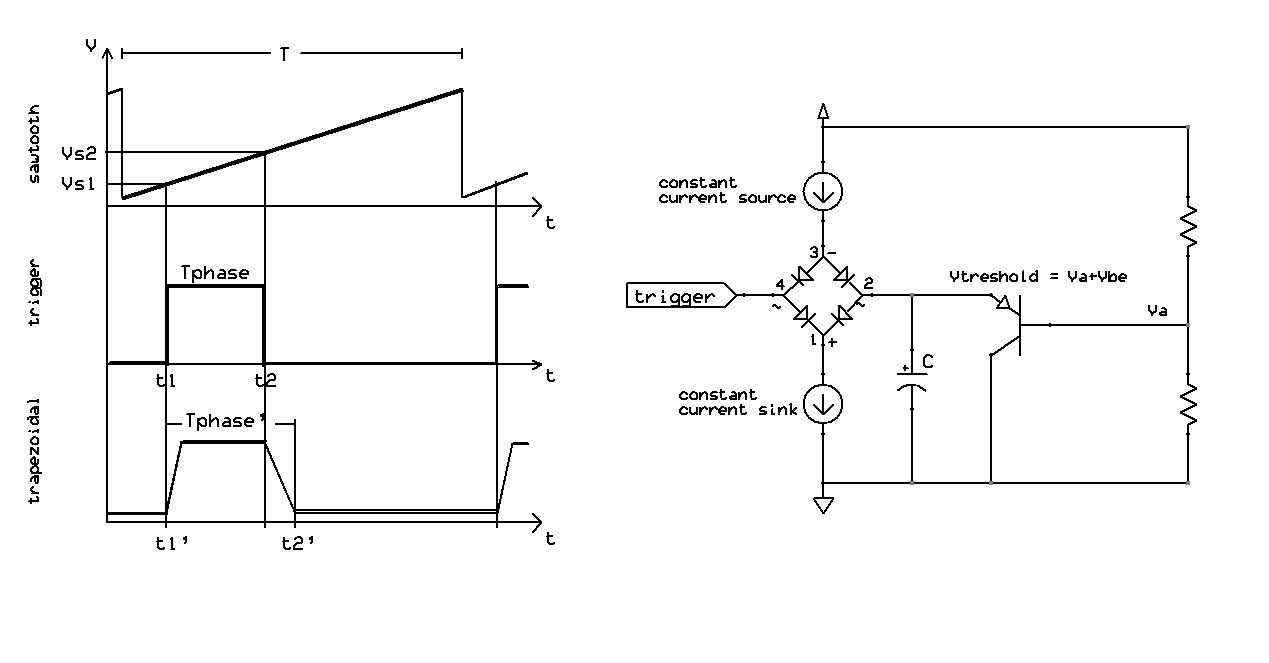 V
T
sawtooth
Vs2
Vs1
t
trigger
Tphase
t1
t2
t
trapezoidal
Tphase'
t1'
t2'
t
constant
current source
3 -
4
~
2
~
1 +
trigger
constant
current sink
+
C
Vtreshold = Va+Vbe
Va